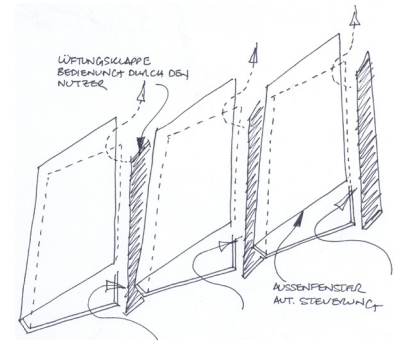 LÜFTUNGSKLAPPE
BEDIENUNG DURCH DEN
NUTZER
AUSSENFENSTER
AUT. STEUERUNG